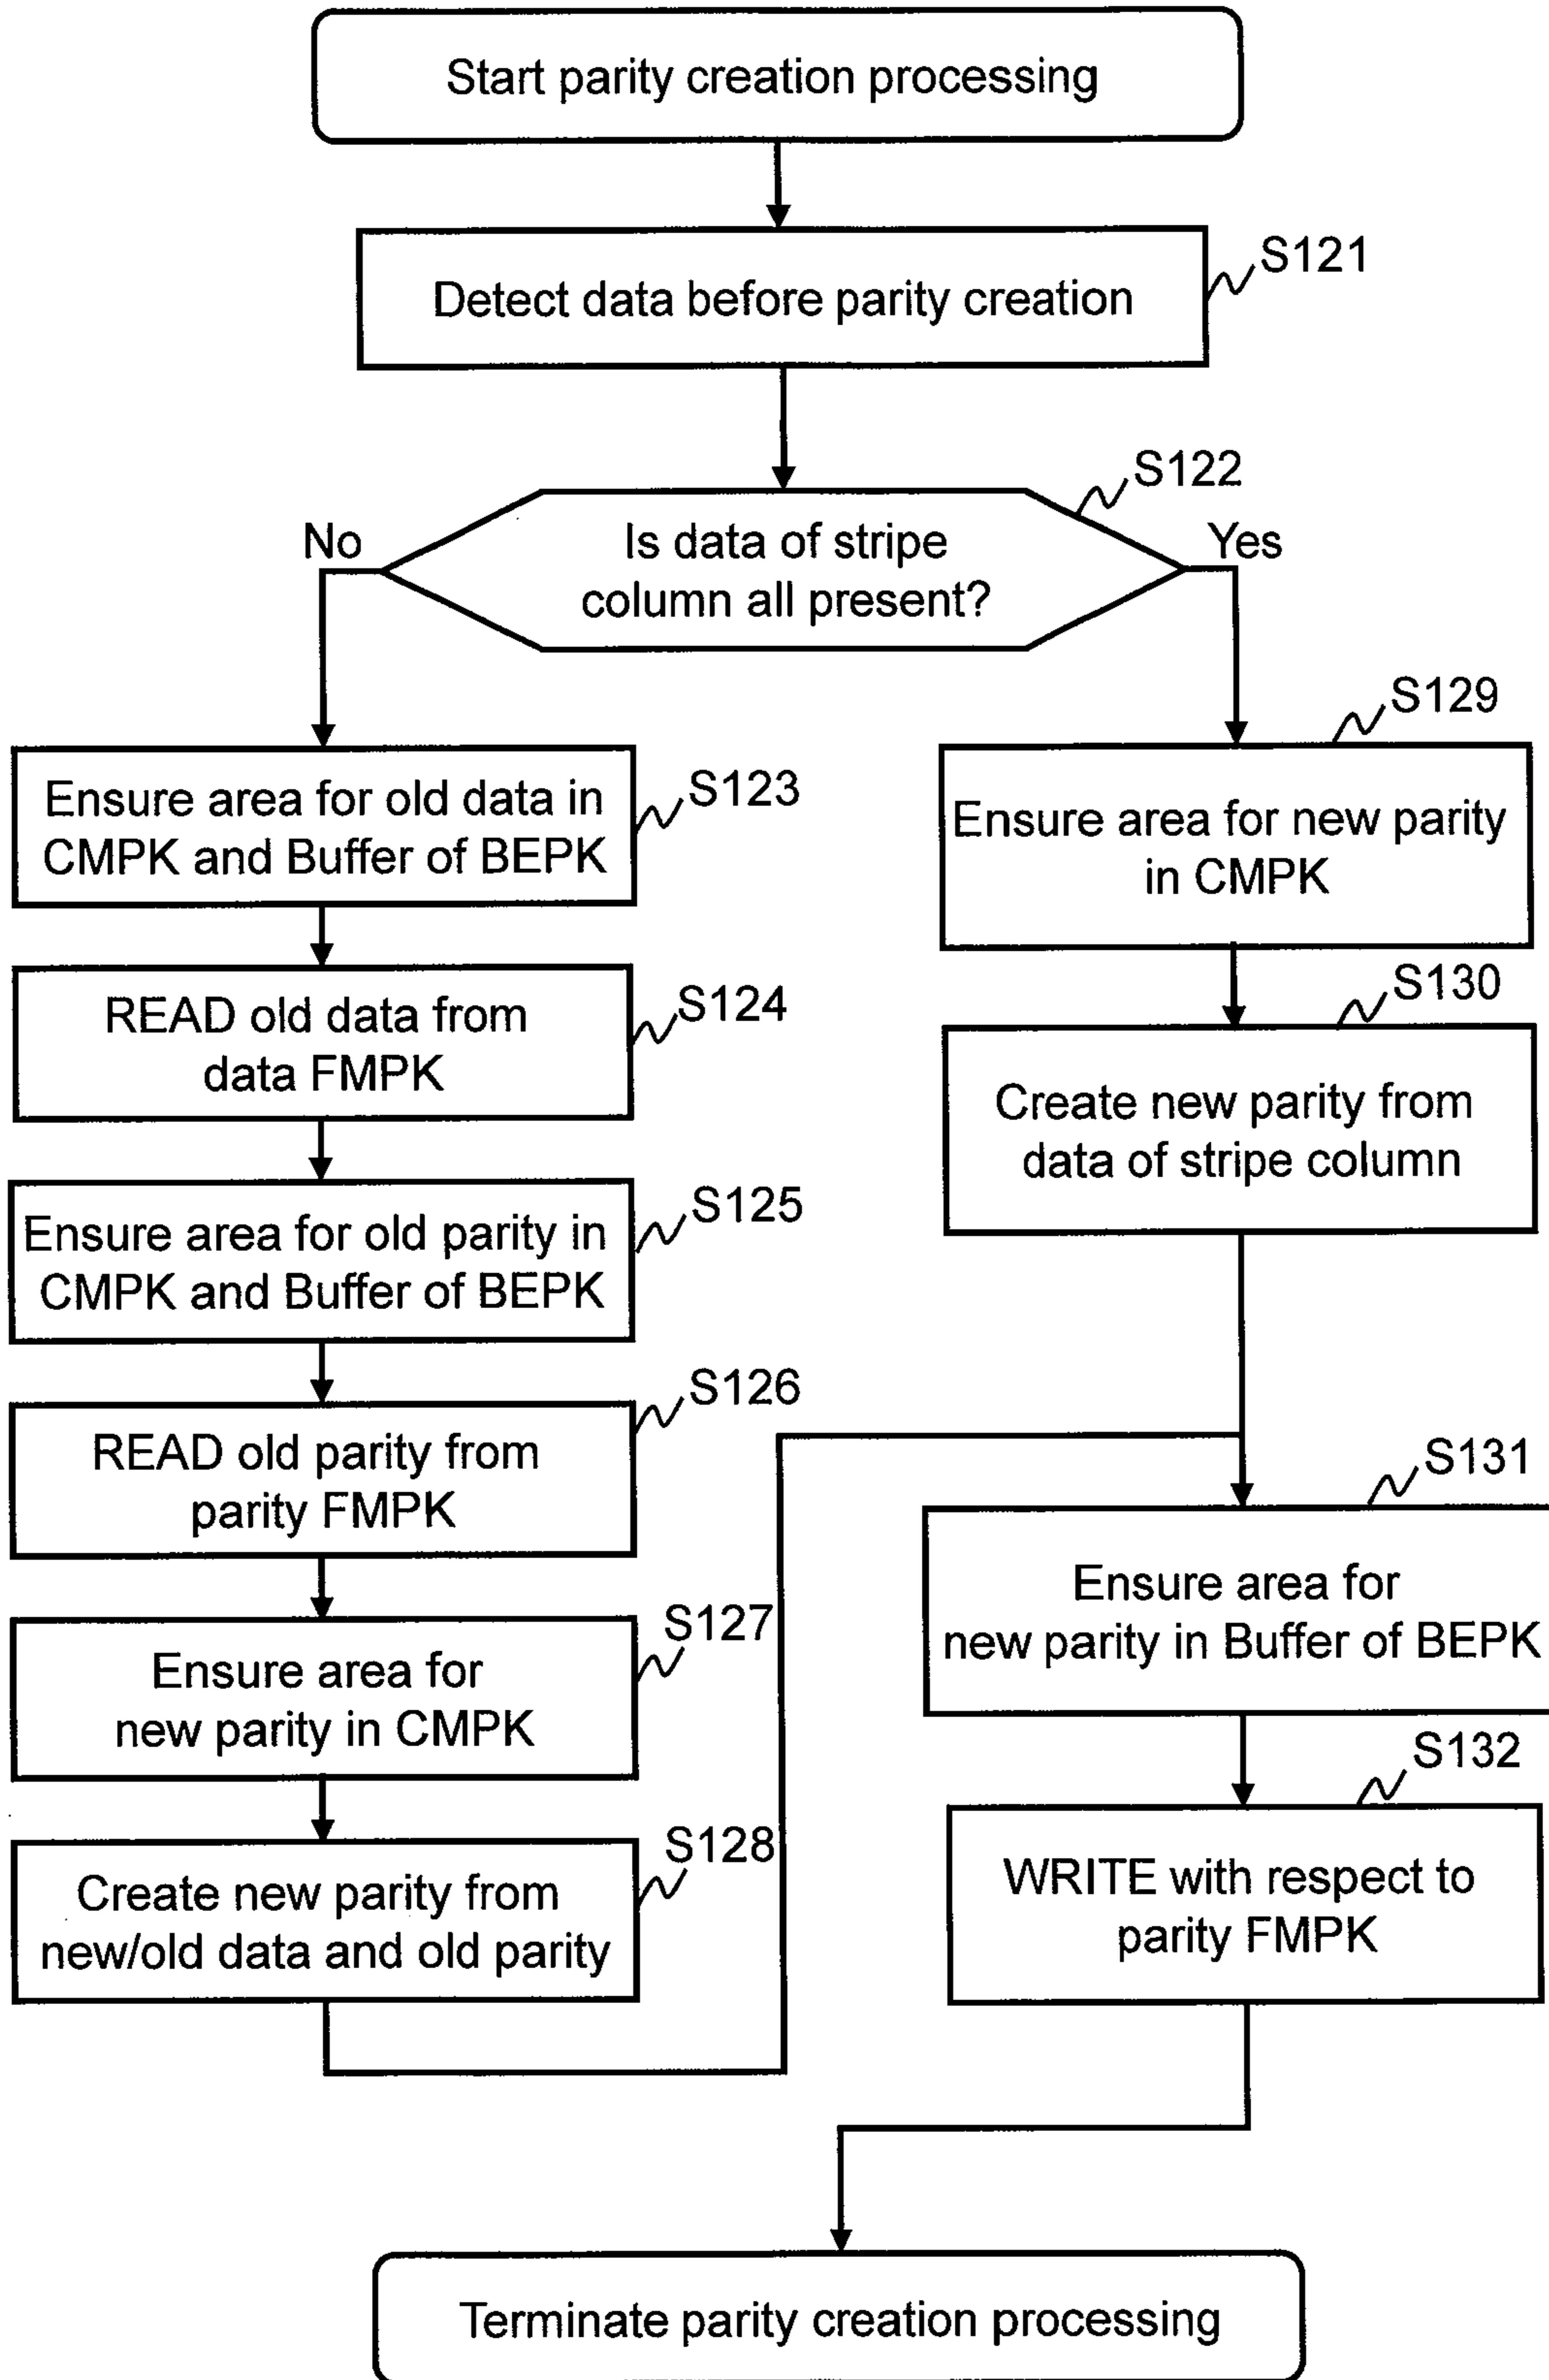 Start parity creation processing
S121
Detect data before parity creation
S122
No
Is data of stripe
column all present?
Yes
S123
Ensure area for old data in
CMPK and Buffer of BEPK
S124
READ old data from
data FMPK
S125
Ensure area for old parity in
CMPK and Buffer of BEPK
S126
READ old parity from
parity FMPK
S127
Ensure area for
new parity in CMPK
S128
Create new parity from
new/old data and old parity
S129
Ensure area for new parity
in CMPK
S130
Create new parity from
data of stripe column
S131
Ensure area for
new parity in Buffer of BEPK
S132
WRITE with respect to
parity FMPK
Terminate parity creation processing